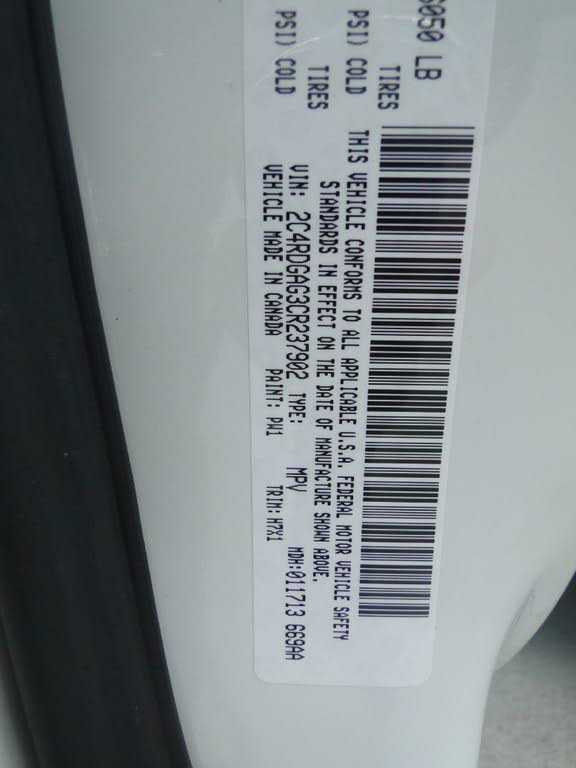 6050 LB
TIRES
PSI) COLD
TIRES
PSI) COLD
THIS VEHICLE CONFORMS TO ALL APPLICABLE U.S.A. FEDERAL MOTOR VEHICLE SAFETY
STANDARDS IN EFFECT ON THE DATE OF MANUFACTURE SHOWN ABOVE.
VIN: 2C4RDGAG3CR237902 TYPE: MPV MDH:011713 669AA
VEHICLE MADE IN CANADA PAINT: PW1 TRIM: H7X1